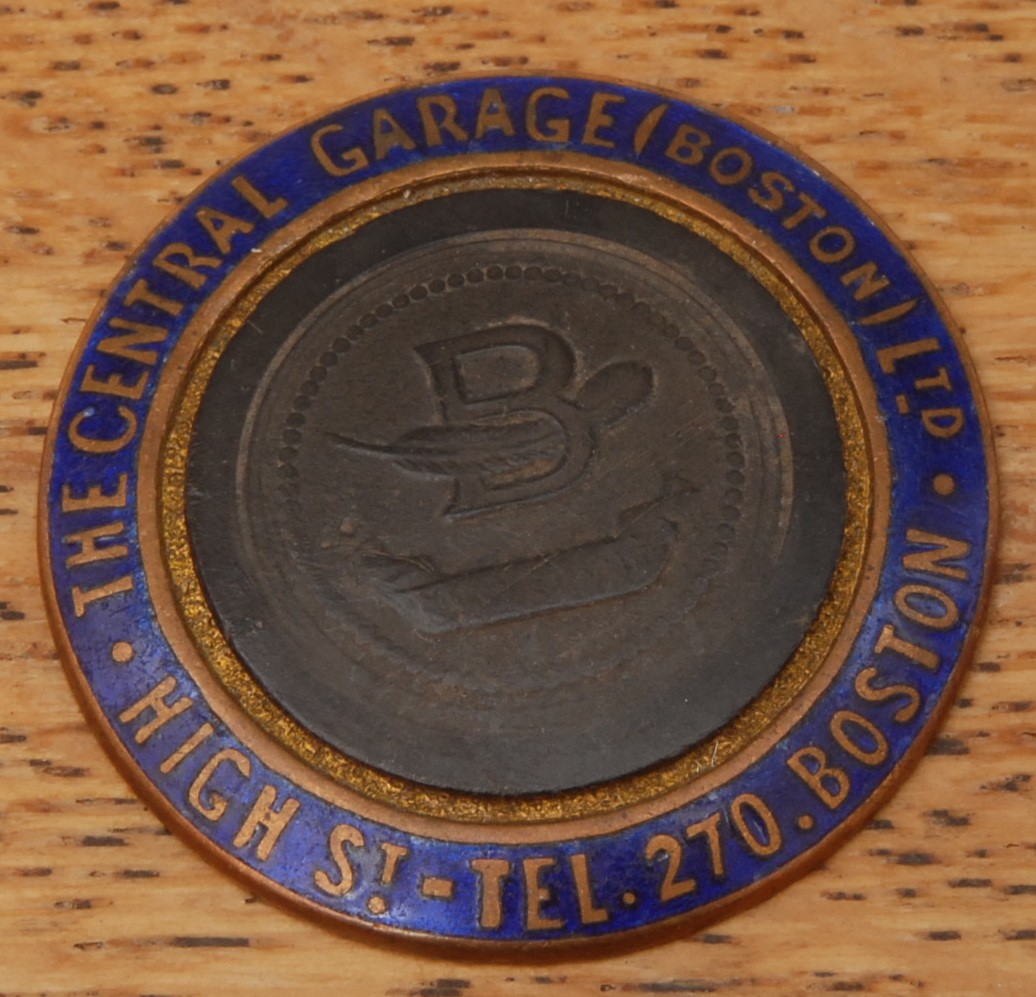 THE CENTRAL GARAGE (BOSTON) LTD •
HIGH ST - TEL. 270. BOSTON •
B